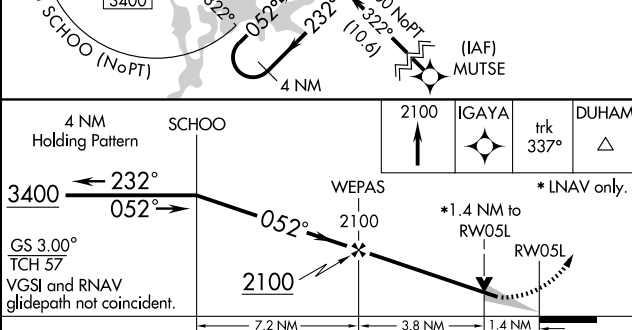 3400
322°
SCHOO (NoPT)
052°
232°
4 NM
NoPT
322°
(10.6)
(IAF)
MUTSE
4 NM
Holding Pattern
SCHOO
2100
IGAYA
trk
337°
DUHAM
* LNAV only.
232°
3400
052°
052°
WEPAS
2100
*1.4 NM to
RW05L
RW05L
GS 3.00°
TCH 57
2100
VGSI and RNAV
glidepath not coincident.
7.2 NM
3.8 NM
1.4 NM